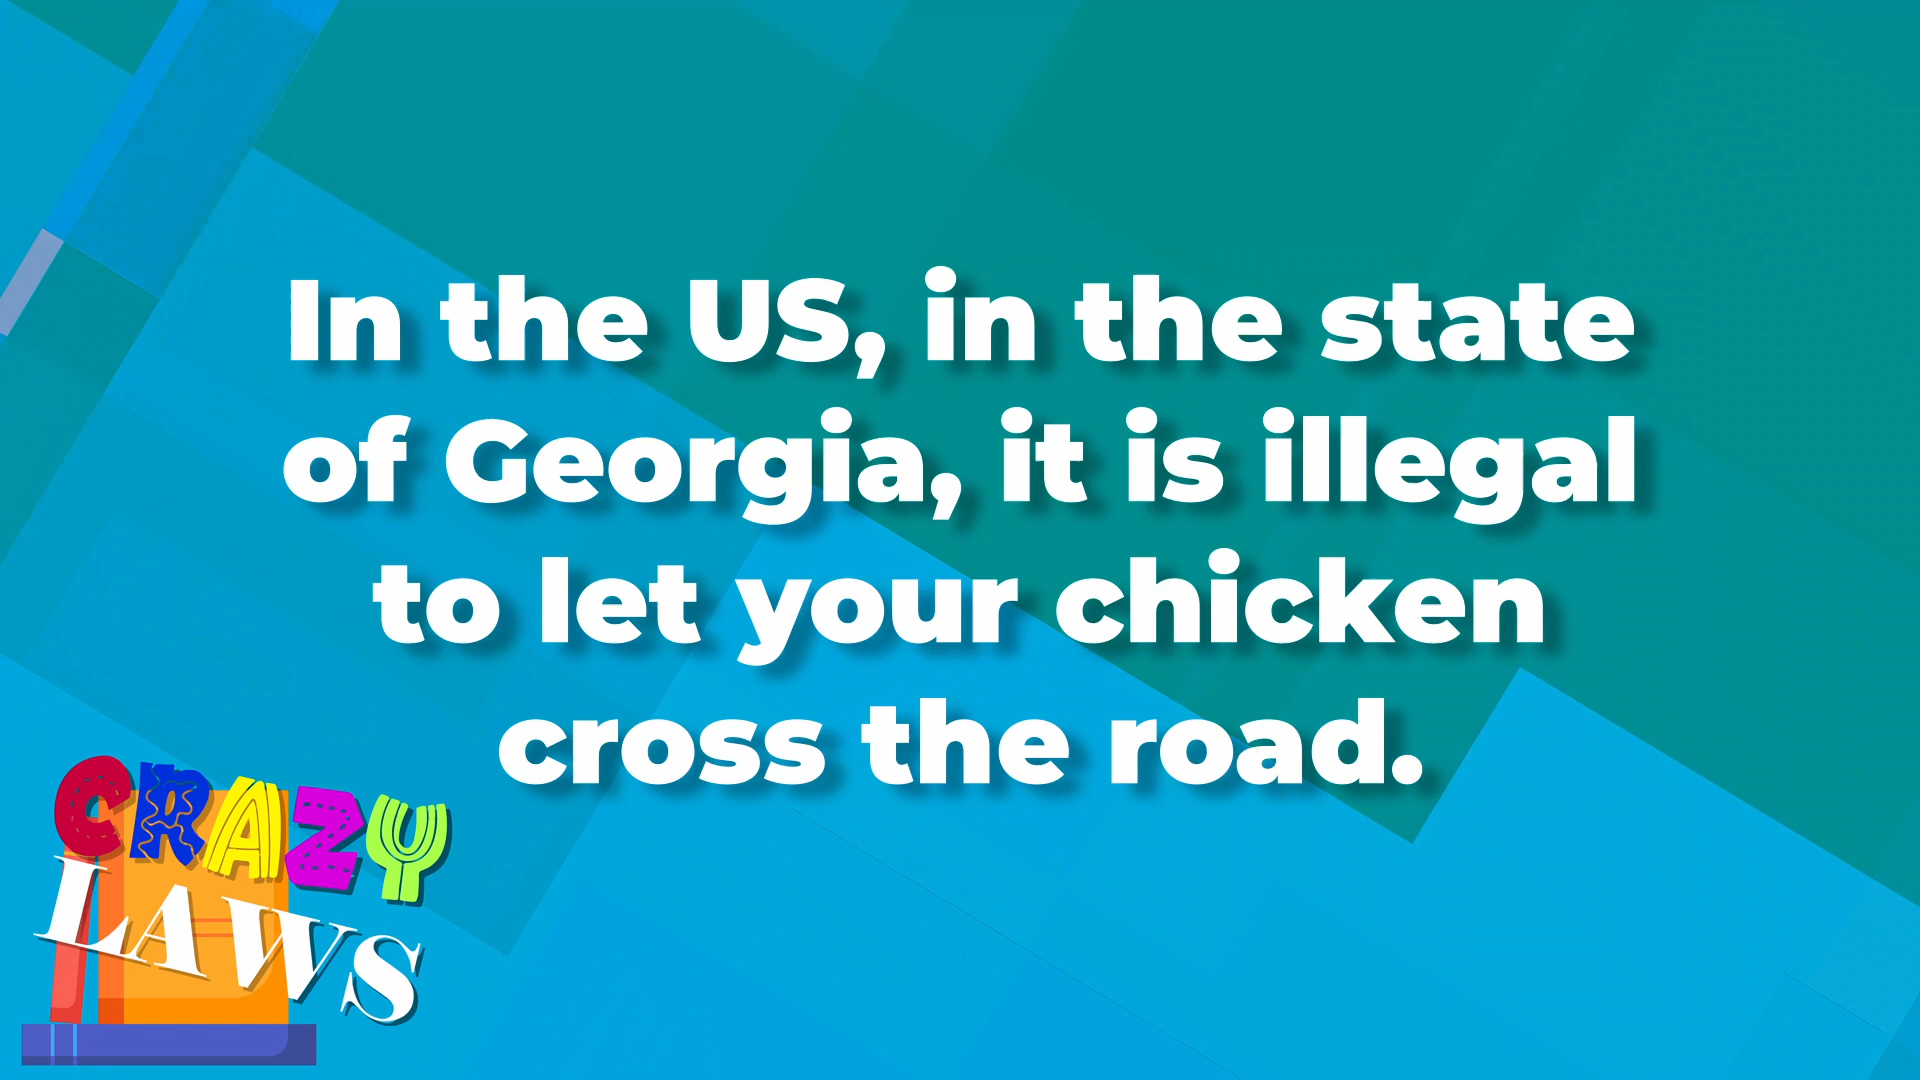 In the US, in the state
of Georgia, it is illegal
to let your chicken
cross the road.
CRAZY
LAWS